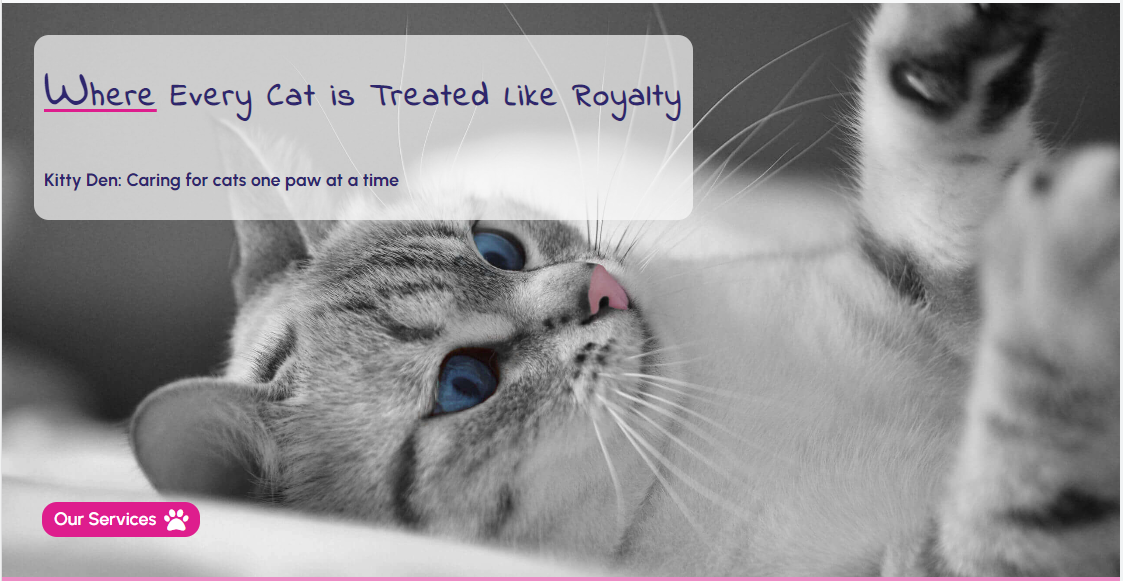 Where Every Cat is Treated Like Royalty
Kitty Den: Caring for cats one paw at a time
Our Services